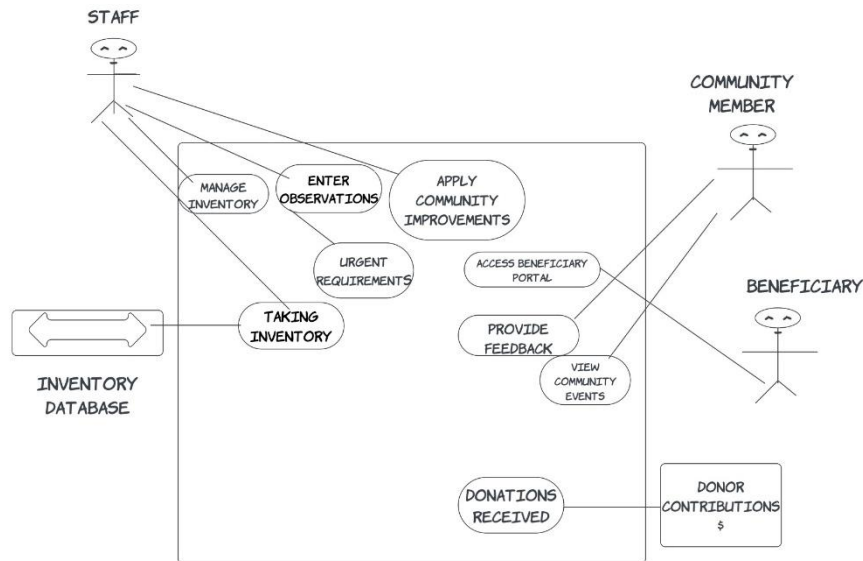 STAFF
COMMUNITY
MEMBER
MANAGE
INVENTORY
ENTER
OBSERVATIONS
APPLY
COMMUNITY
IMPROVEMENTS
URGENT
REQUIREMENTS
ACCESS BENEFICIARY
PORTAL
BENEFICIARY
TAKING
INVENTORY
PROVIDE
FEEDBACK
VIEW
COMMUNITY
EVENTS
INVENTORY
DATABASE
DONATIONS
RECEIVED
DONOR
CONTRIBUTIONS
$